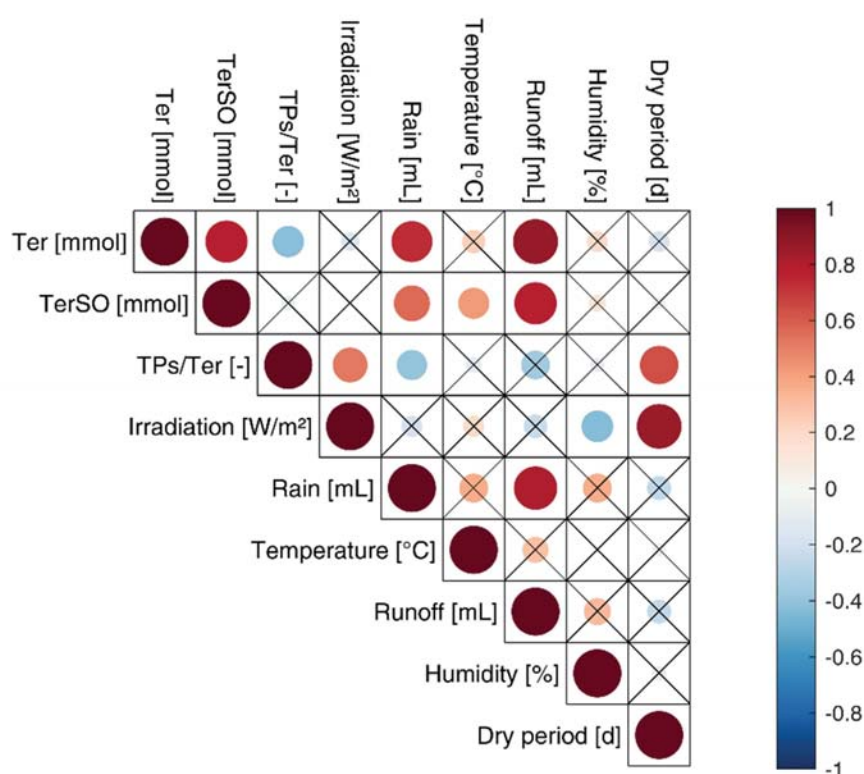 Ter [mmol]
TerSO [mmol]
TPs/Ter [-]
Irradiation [W/m²]
Rain [mL]
Temperature [°C]
Runoff [mL]
Humidity [%]
Dry period [d]
Ter [mmol]
TerSO [mmol]
TPs/Ter [-]
Irradiation [W/m²]
Rain [mL]
Temperature [°C]
Runoff [mL]
Humidity [%]
Dry period [d]
1
0.8
0.6
0.4
0.2
0
-0.2
-0.4
-0.6
-0.8
-1